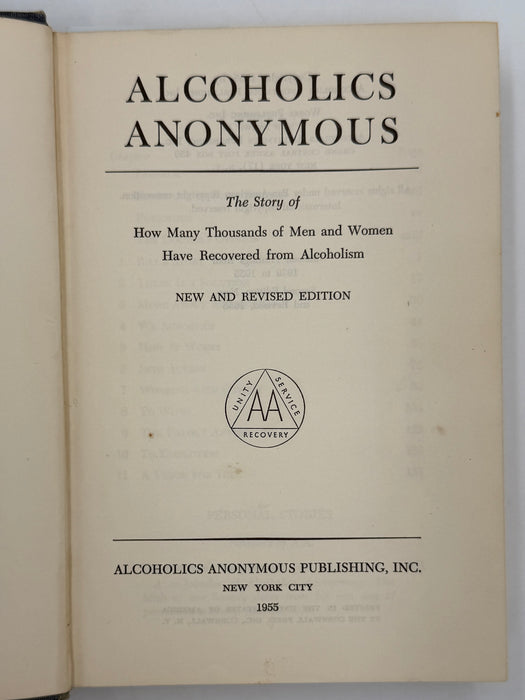 ALCOHOLICS
ANONYMOUS
The Story of
How Many Thousands of Men and Women
Have Recovered from Alcoholism
NEW AND REVISED EDITION
UNITY SERVICE
AA
RECOVERY
ALCOHOLICS ANONYMOUS PUBLISHING, INC.
NEW YORK CITY
1955